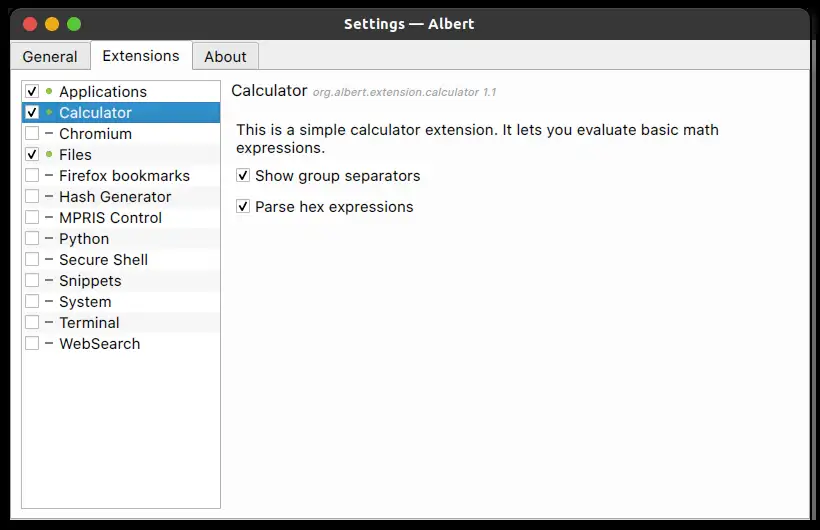 Settings — Albert
General
Extensions
About
Applications
Calculator
Chromium
Files
Firefox bookmarks
Hash Generator
MPRIS Control
Python
Secure Shell
Snippets
System
Terminal
WebSearch
Calculator org.albert.extension.calculator 1.1
This is a simple calculator extension. It lets you evaluate basic math
expressions.
Show group separators
Parse hex expressions